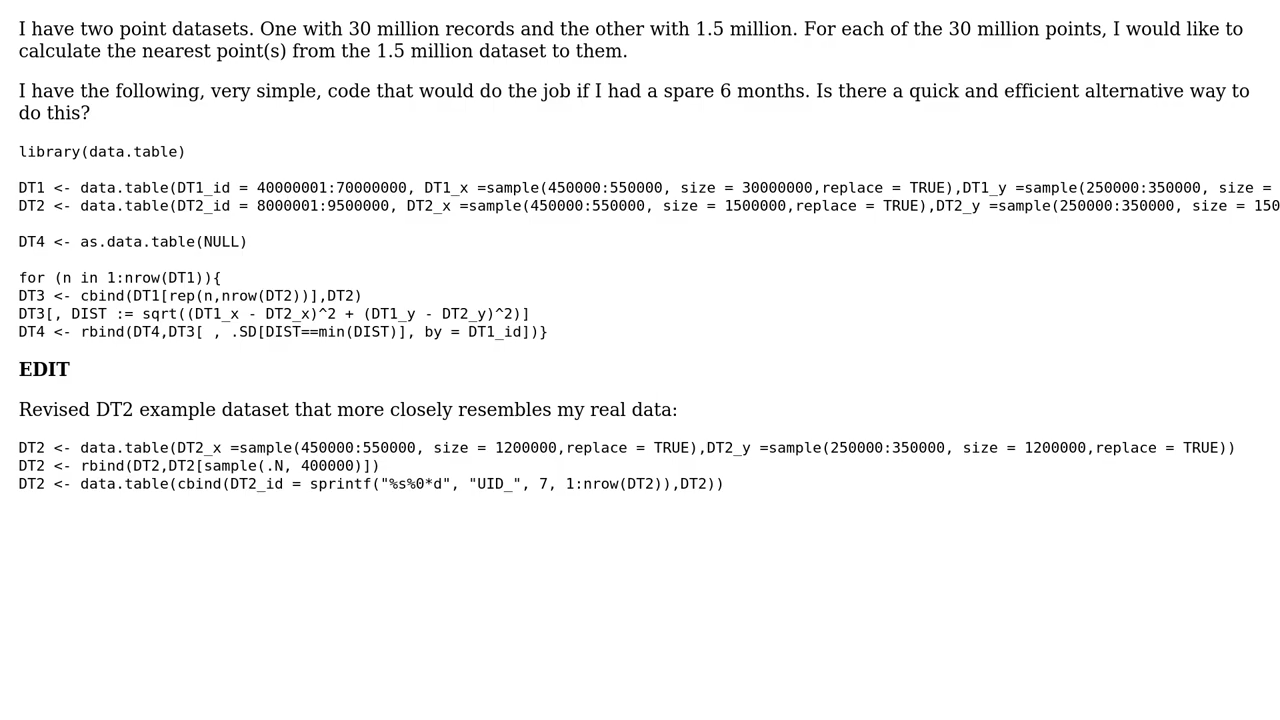 I have two point datasets. One with 30 million records and the other with 1.5 million. For each of the 30 million points, I would like to
calculate the nearest point(s) from the 1.5 million dataset to them.
I have the following, very simple, code that would do the job if I had a spare 6 months. Is there a quick and efficient alternative way to
do this?
library(data.table)
DT1 <- data.table(DT1_id = 40000001:70000000, DT1_x =sample(450000:550000, size = 30000000,replace = TRUE),DT1_y =sample(250000:350000, size =
DT2 <- data.table(DT2_id = 8000001:9500000, DT2_x =sample(450000:550000, size = 1500000,replace = TRUE),DT2_y =sample(250000:350000, size = 150
DT4 <- as.data.table(NULL)
for (n in 1:nrow(DT1)){
DT3 <- cbind(DT1[rep(n,nrow(DT2))],DT2)
DT3[, DIST := sqrt((DT1_x - DT2_x)^2 + (DT1_y - DT2_y)^2)]
DT4 <- rbind(DT4,DT3[ , .SD[DIST==min(DIST)], by = DT1_id])}
EDIT
Revised DT2 example dataset that more closely resembles my real data:
DT2 <- data.table(DT2_x =sample(450000:550000, size = 1200000,replace = TRUE),DT2_y =sample(250000:350000, size = 1200000,replace = TRUE))
DT2 <- rbind(DT2,DT2[sample(.N, 400000)])
DT2 <- data.table(cbind(DT2_id = sprintf("%s%0*d", "UID_", 7, 1:nrow(DT2)),DT2))